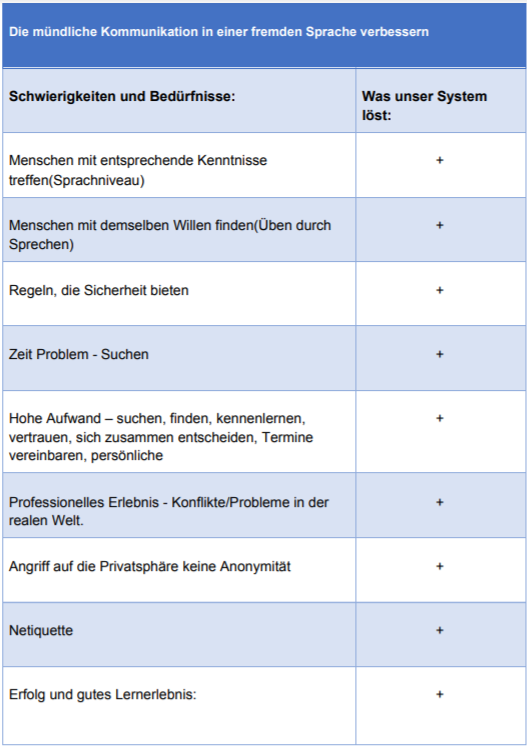 Die mündliche Kommunikation in einer fremden Sprache verbessern
Schwierigkeiten und Bedürfnisse:
Was unser System
löst:
Menschen mit entsprechende Kenntnisse
treffen(Sprachniveau)
+
Menschen mit demselben Willen finden(Üben durch
Sprechen)
+
Regeln, die Sicherheit bieten
+
Zeit Problem - Suchen
+
Hohe Aufwand – suchen, finden, kennenlernen,
vertrauen, sich zusammen entscheiden, Termine
vereinbaren, persönliche
+
Professionelles Erlebnis - Konflikte/Probleme in der
realen Welt.
+
Angriff auf die Privatsphäre keine Anonymität
+
Netiquette
+
Erfolg und gutes Lernerlebnis:
+